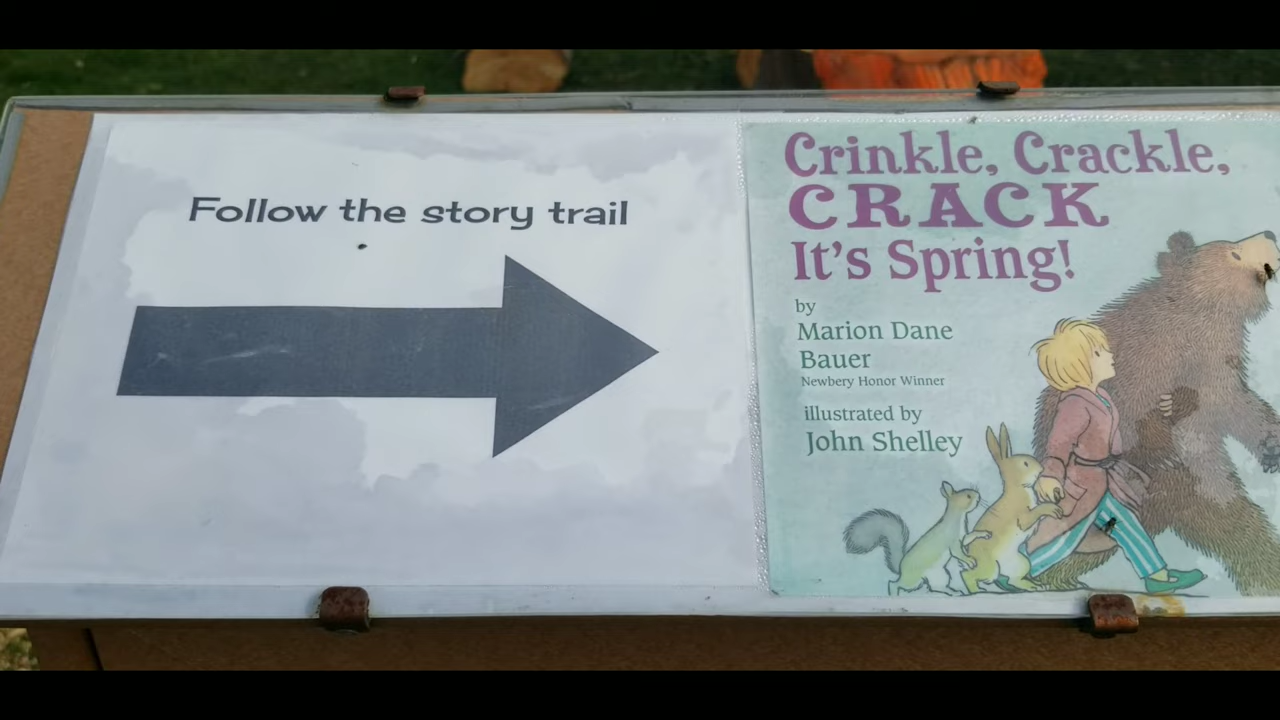 Follow the story trail
Crinkle, Crackle,
CRACK
It's Spring!
by
Marion Dane
Bauer
Newbery Honor Winner
illustrated by
John Shelley